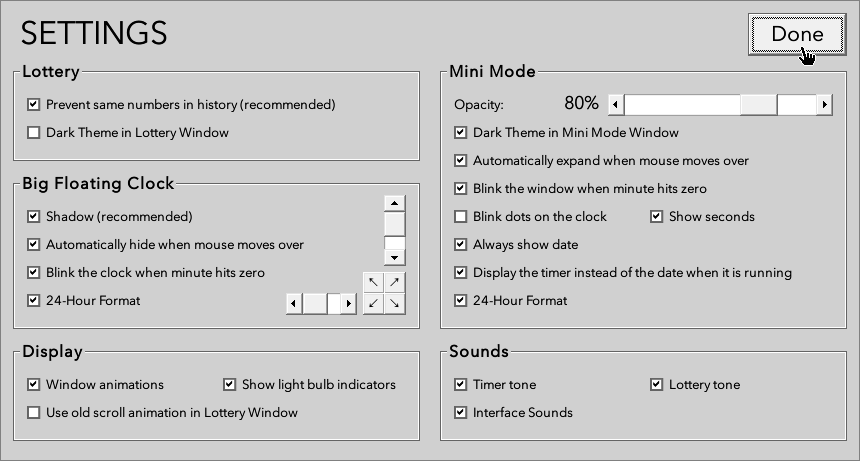 SETTINGS
Done
Lottery
Prevent same numbers in history (recommended)
Dark Theme in Lottery Window
Big Floating Clock
Shadow (recommended)
Automatically hide when mouse moves over
Blink the clock when minute hits zero
24-Hour Format
Display
Window animations
Show light bulb indicators
Use old scroll animation in Lottery Window
Mini Mode
Opacity: 80%
Dark Theme in Mini Mode Window
Automatically expand when mouse moves over
Blink the window when minute hits zero
Blink dots on the clock
Show seconds
Always show date
Display the timer instead of the date when it is running
24-Hour Format
Sounds
Timer tone
Lottery tone
Interface Sounds